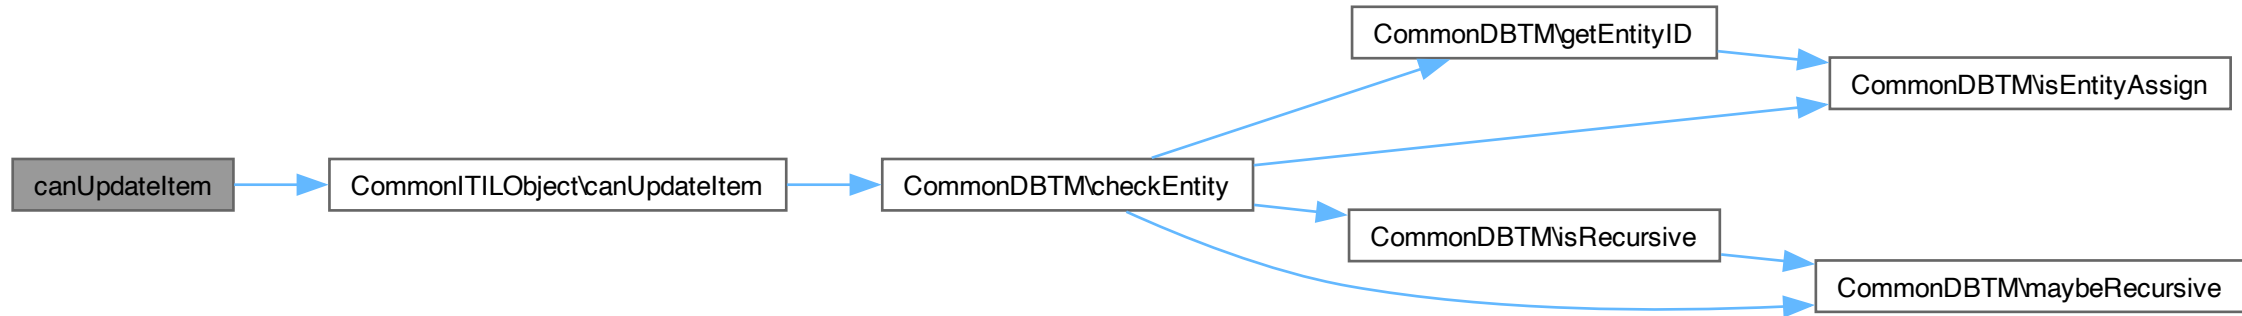 canUpdateItem
CommonITILObject\canUpdateItem
CommonDBTM\checkEntity
CommonDBTM\getEntityID
CommonDBTM\isEntityAssign
CommonDBTM\isRecursive
CommonDBTM\maybeRecursive